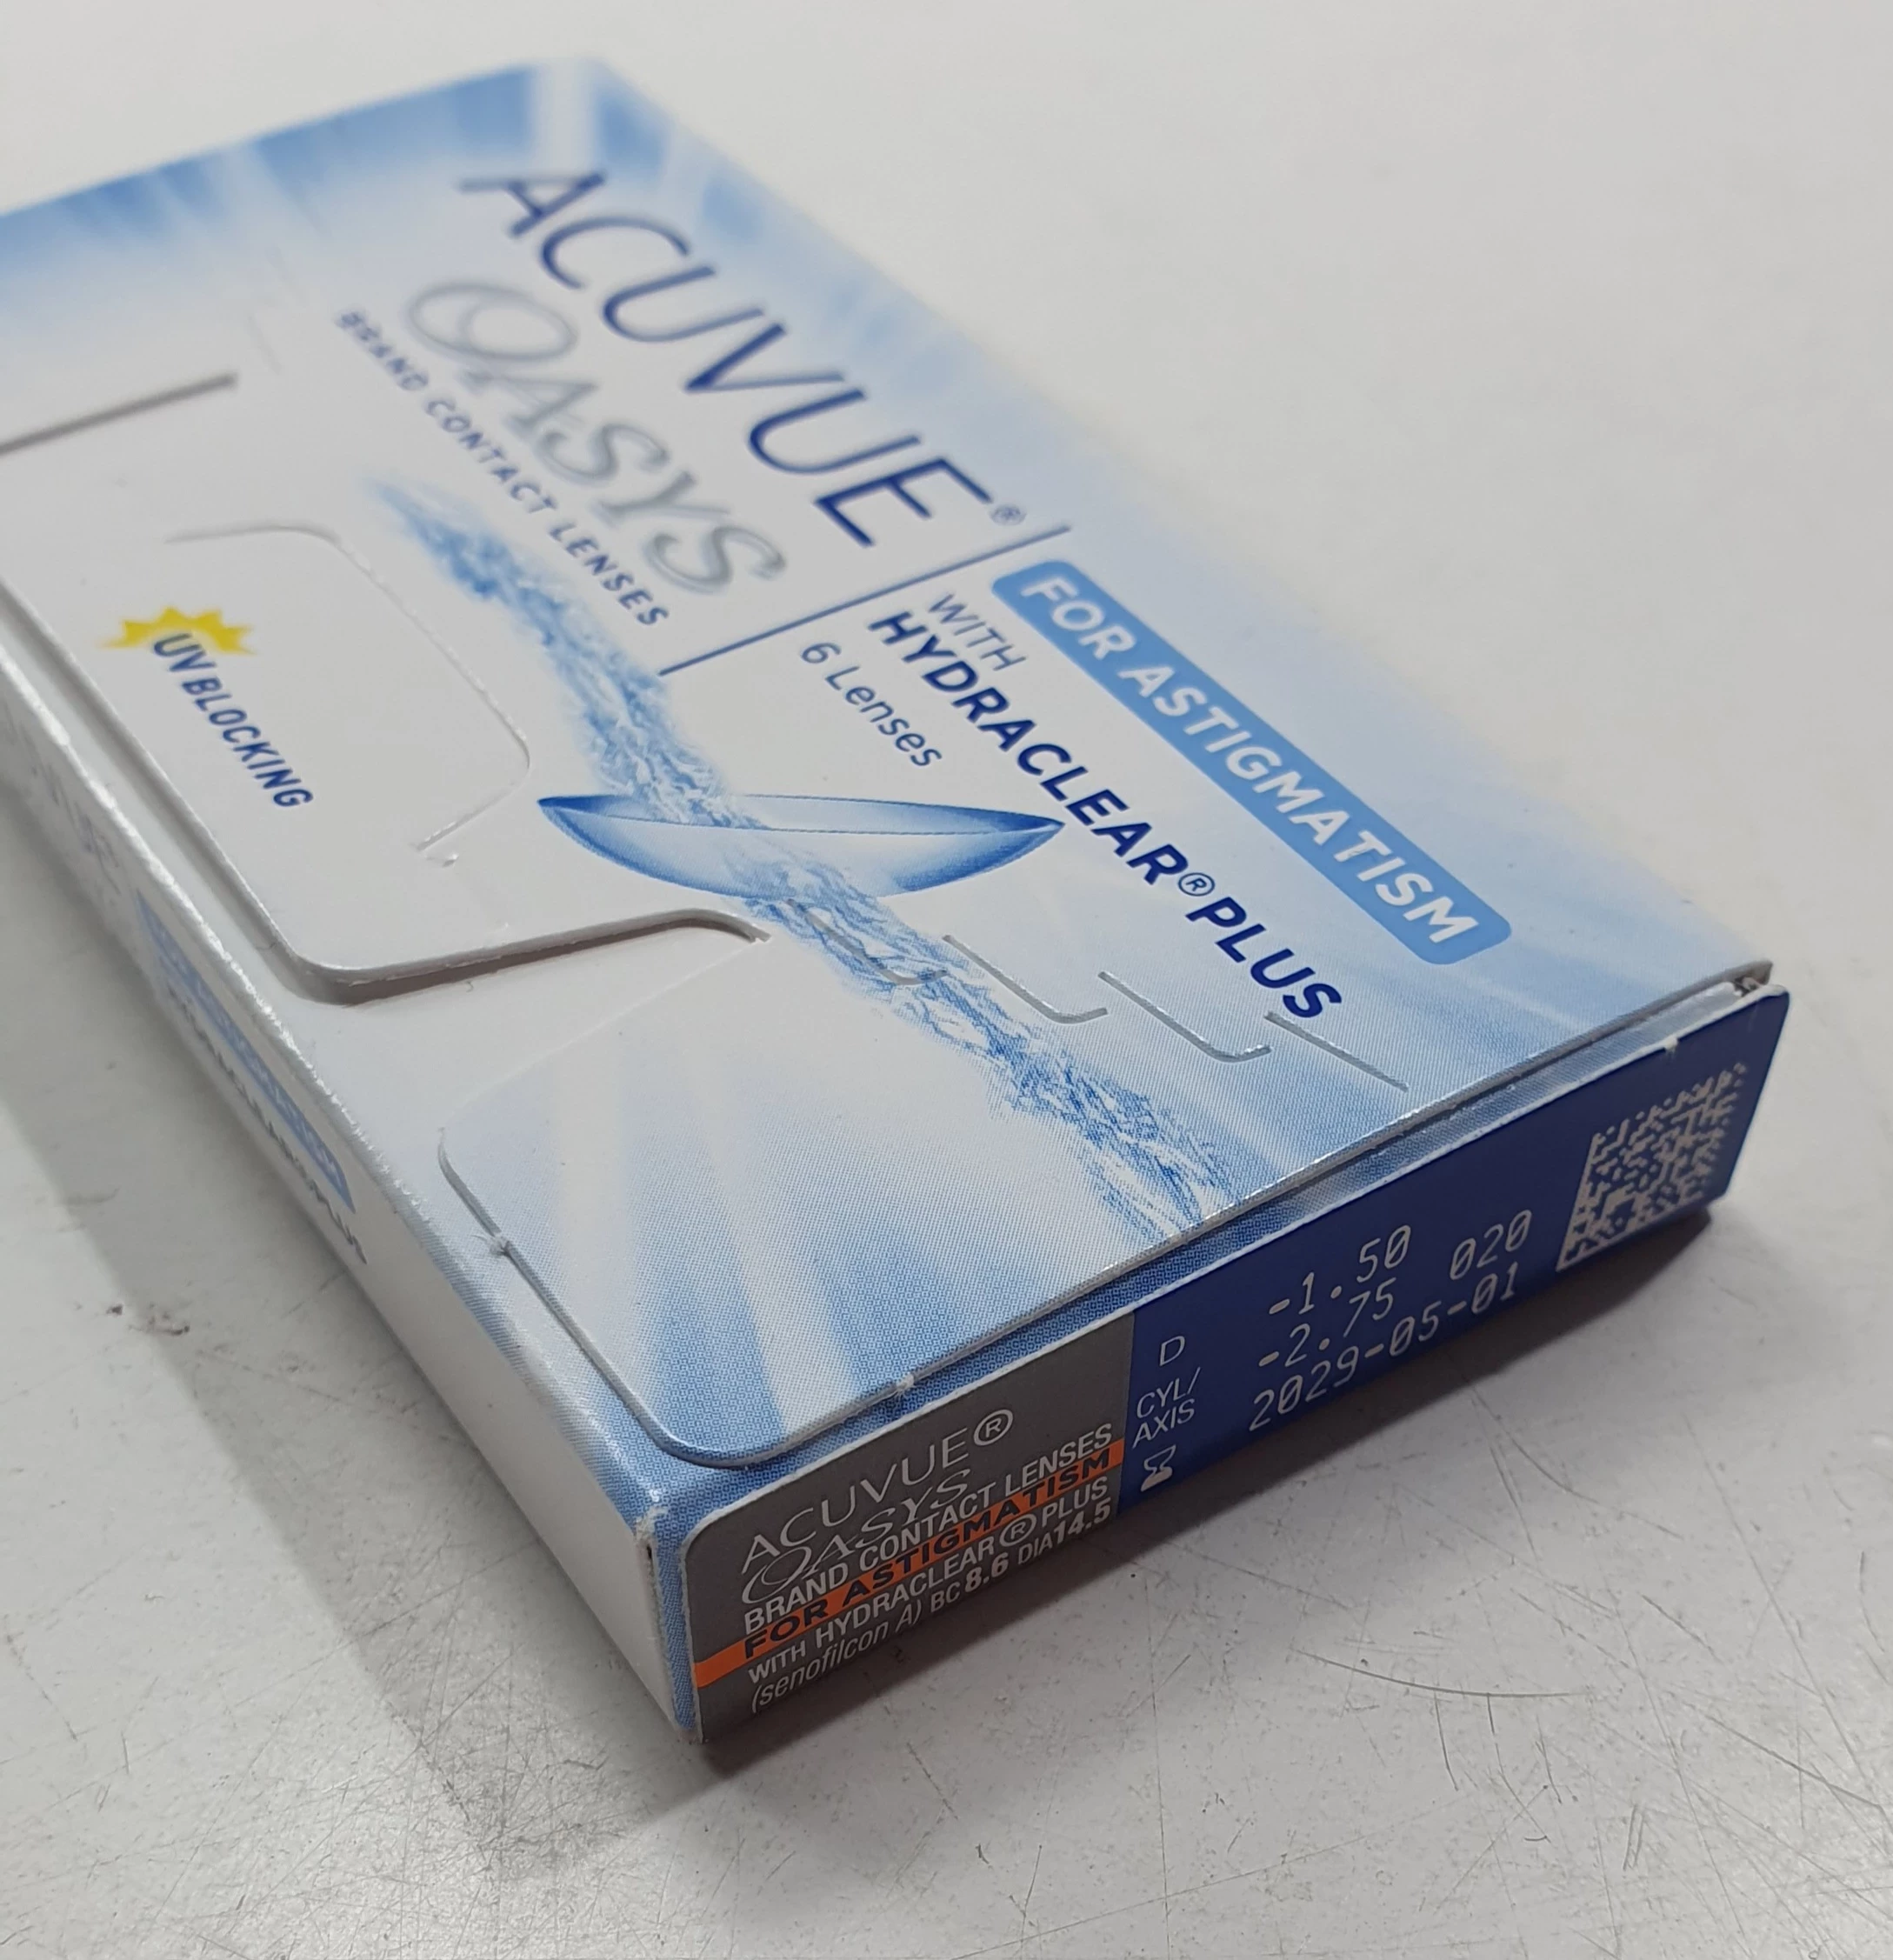 ACUVUE®
OASYS
BRAND CONTACT LENSES
FOR ASTIGMATISM
WITH
HYDRACLEAR® PLUS
6 Lenses
UV BLOCKING
ACUVUE®
OASYS
BRAND CONTACT LENSES
FOR ASTIGMATISM
WITH HYDRACLEAR® PLUS
(senofilcon A) BC 8.6 DIA 14.5
D -1.50
CYL/ AXIS -2.75 020
2029-05-01